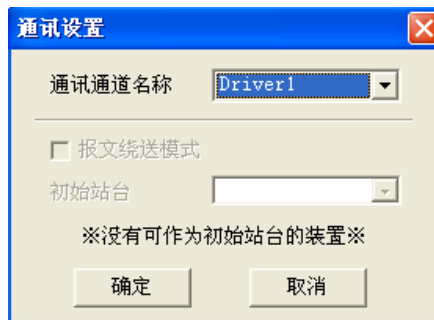 通讯设置
通讯通道名称 Driver1
报文绕送模式
初始站台
※没有可作为初始站台的装置※
确定 取消